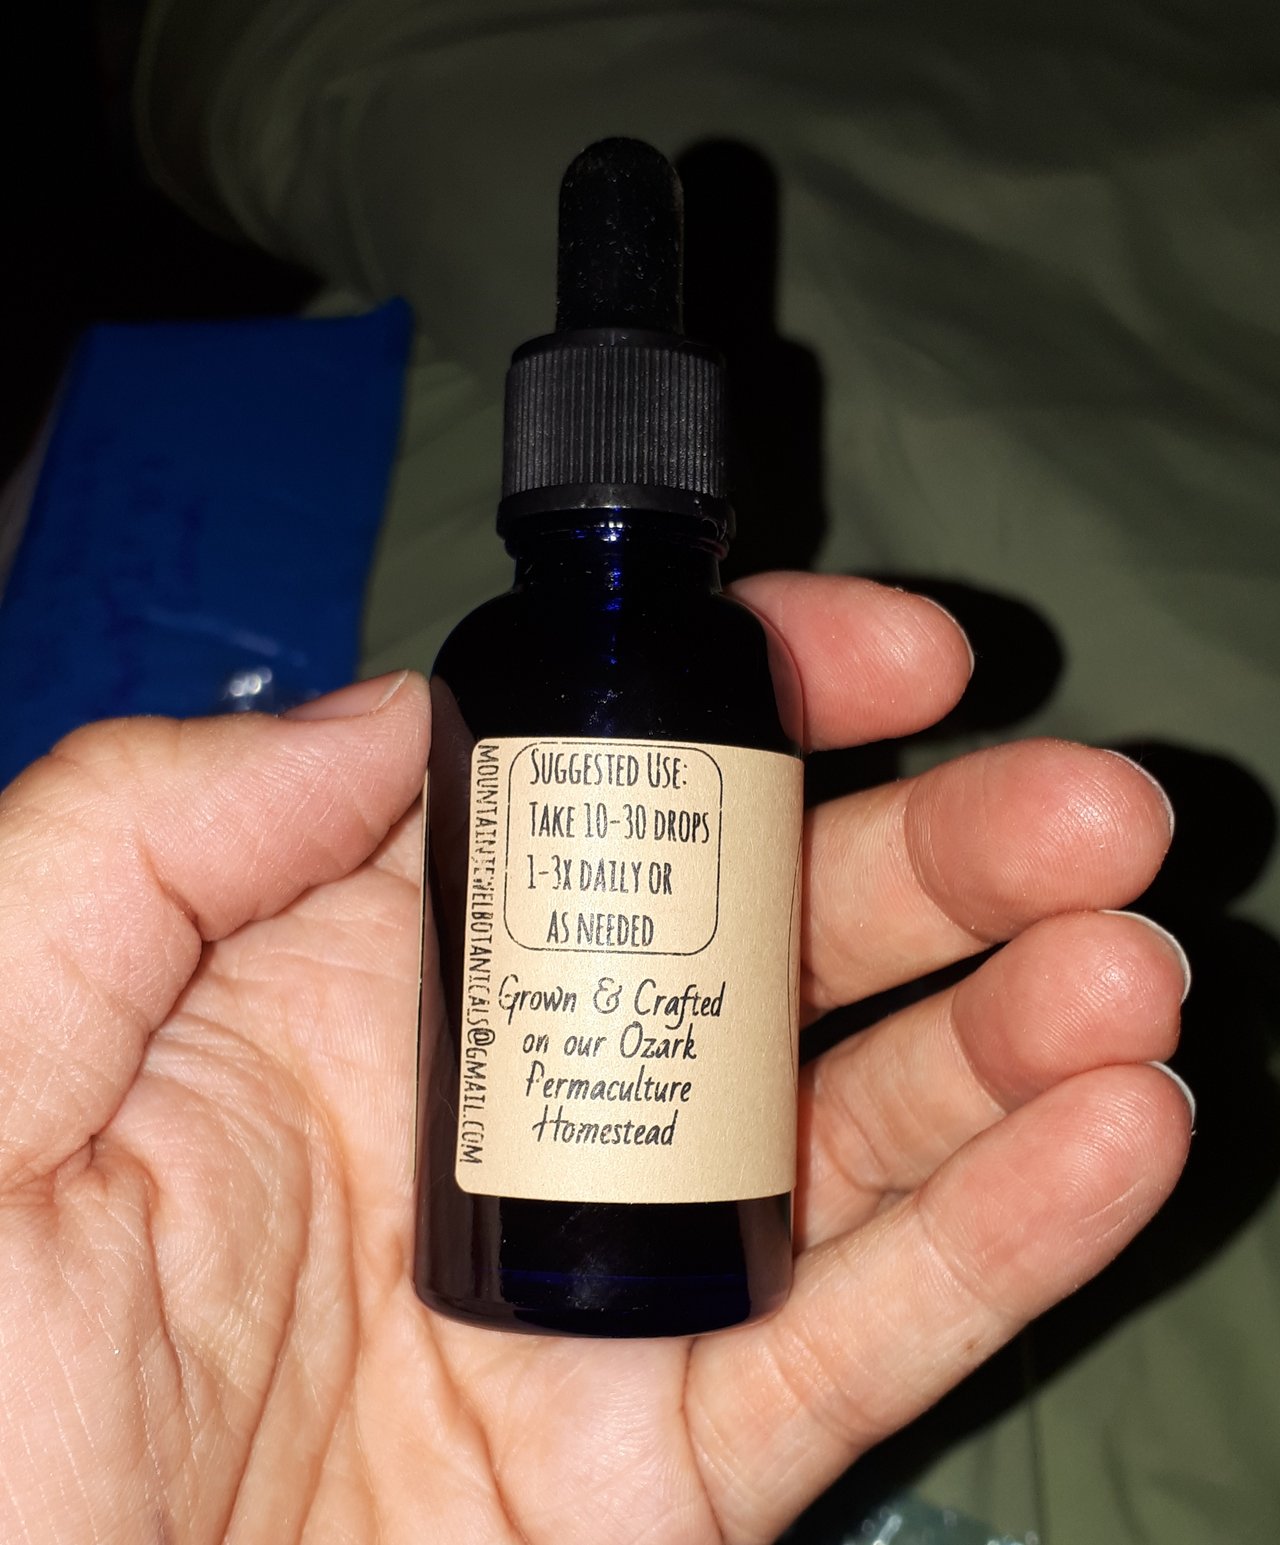 SUGGESTED USE:
TAKE 10-30 DROPS
1-3X DAILY OR
AS NEEDED
Grown & Crafted
on our Ozark
Permaculture
Homestead
MOUNTAINJEWELBOTANICALS@GMAIL.COM